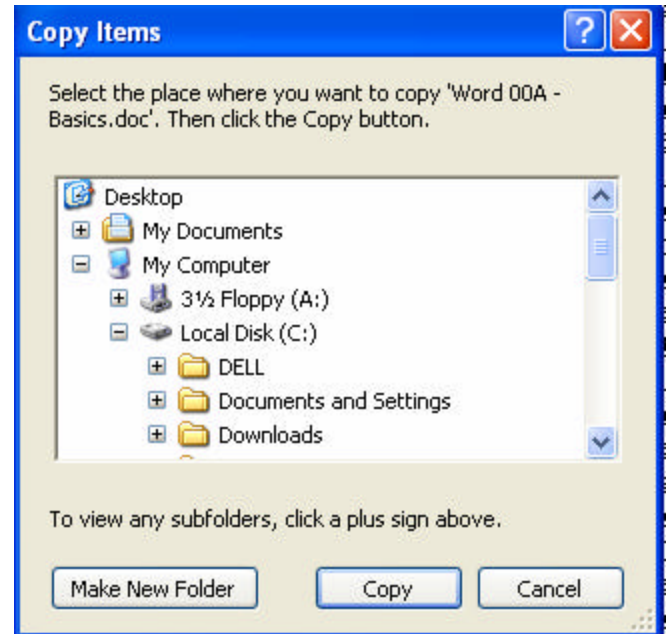 Copy Items
Select the place where you want to copy 'Word 00A -
Basics.doc'. Then click the Copy button.
Desktop
My Documents
My Computer
3½ Floppy (A:)
Local Disk (C:)
DELL
Documents and Settings
Downloads
To view any subfolders, click a plus sign above.
Make New Folder Copy Cancel